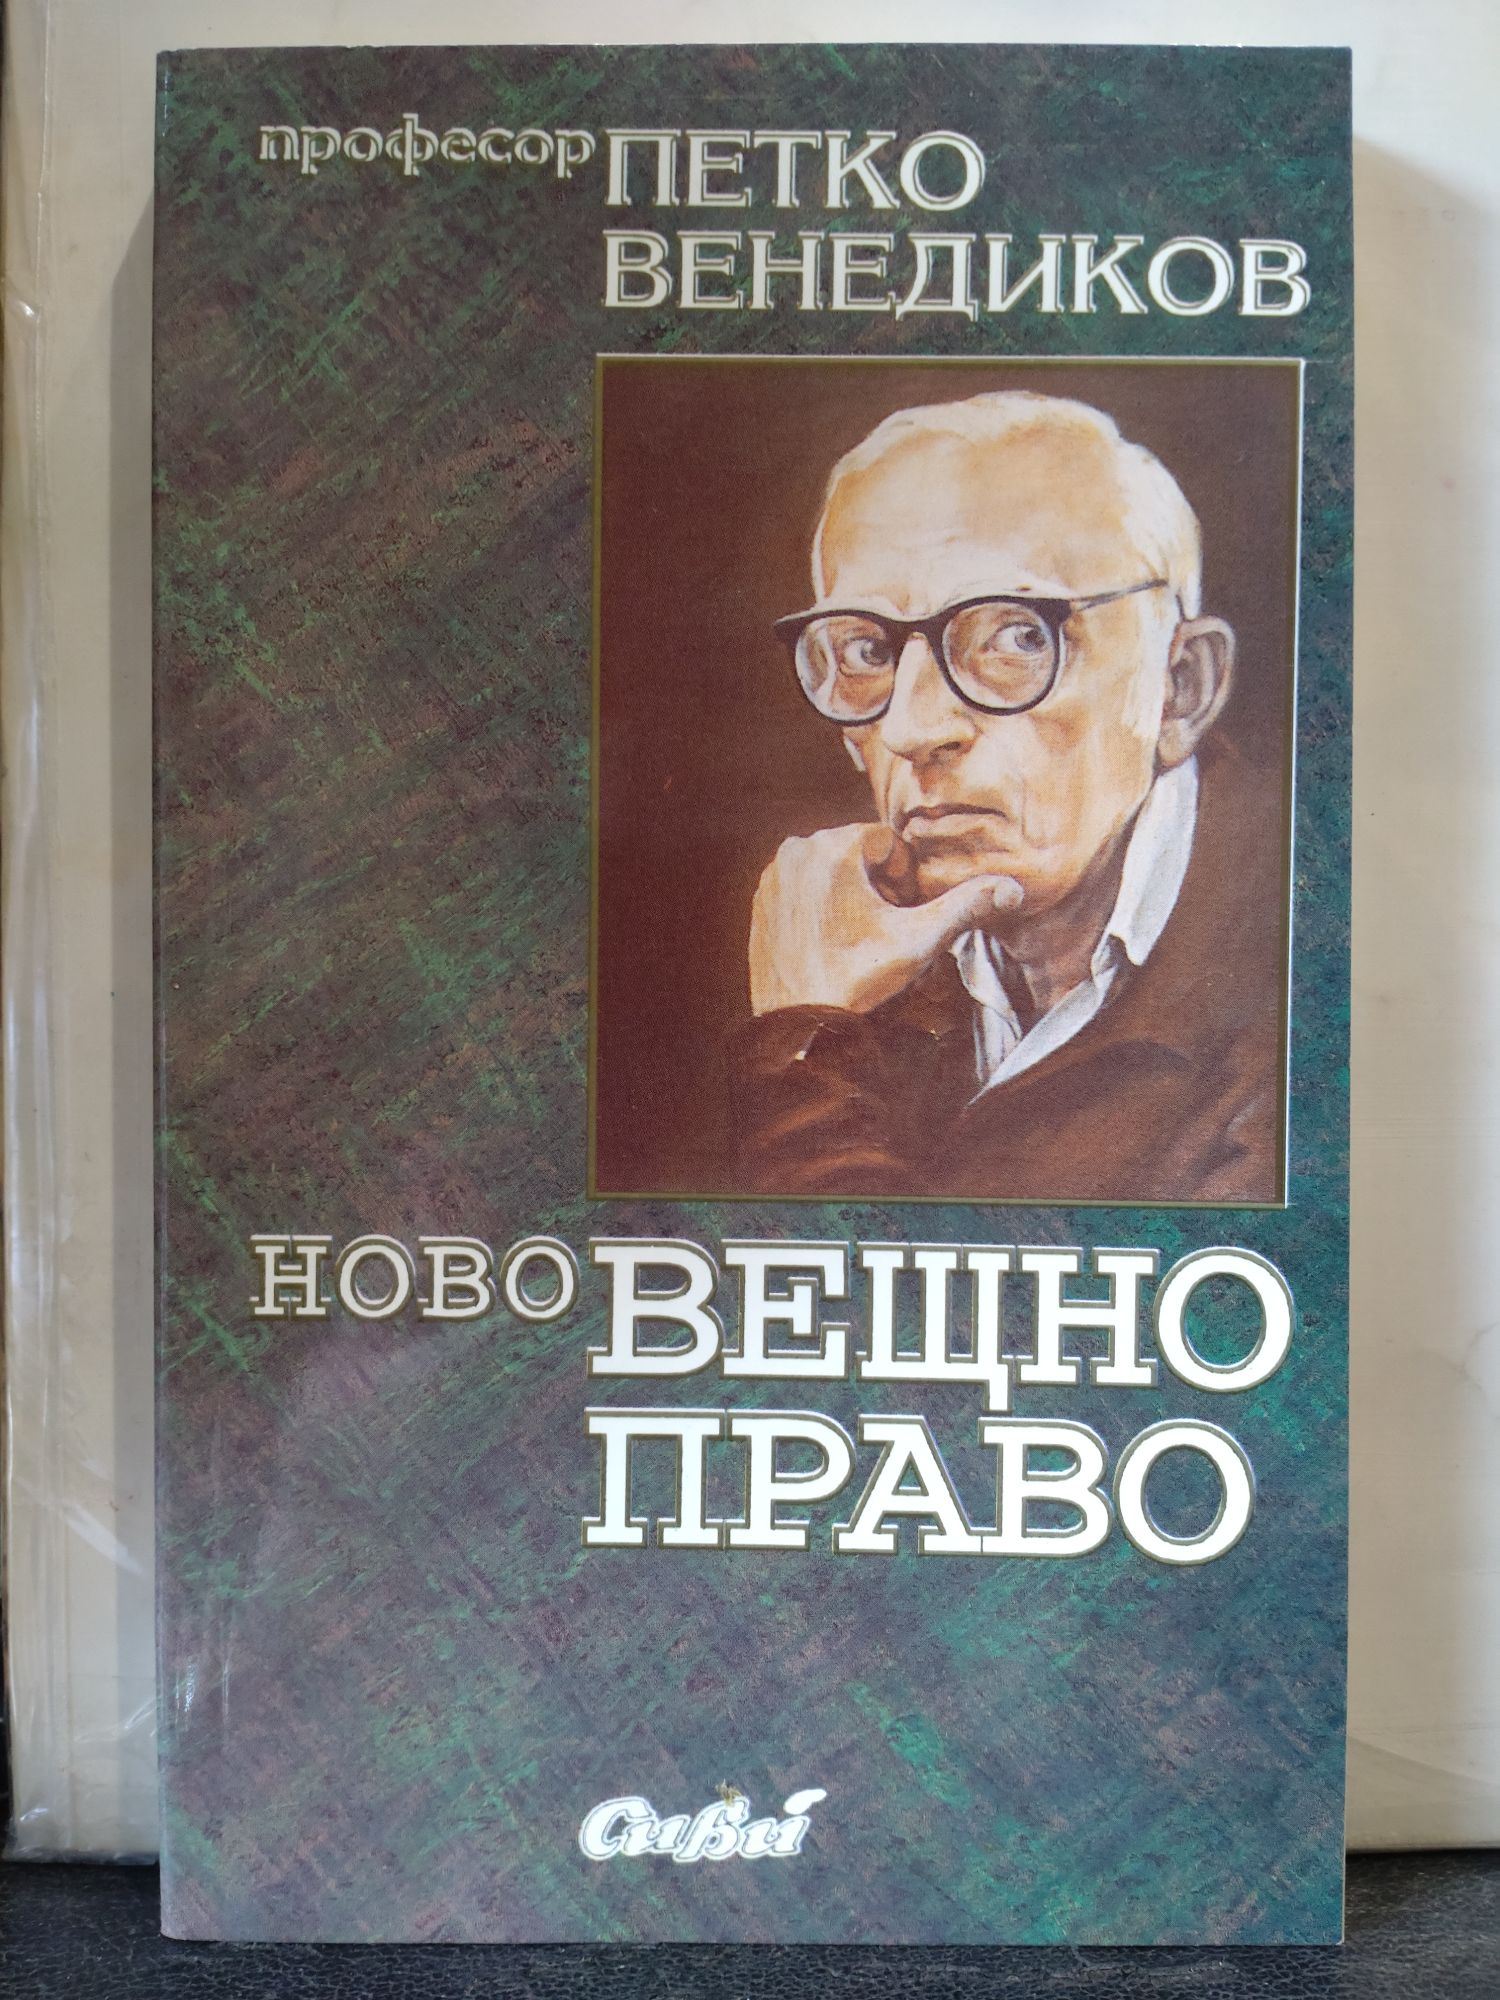 професор ПЕТКО
ВЕНЕДИКОВ
НОВО ВЕЩНО
ПРАВО
Сиби